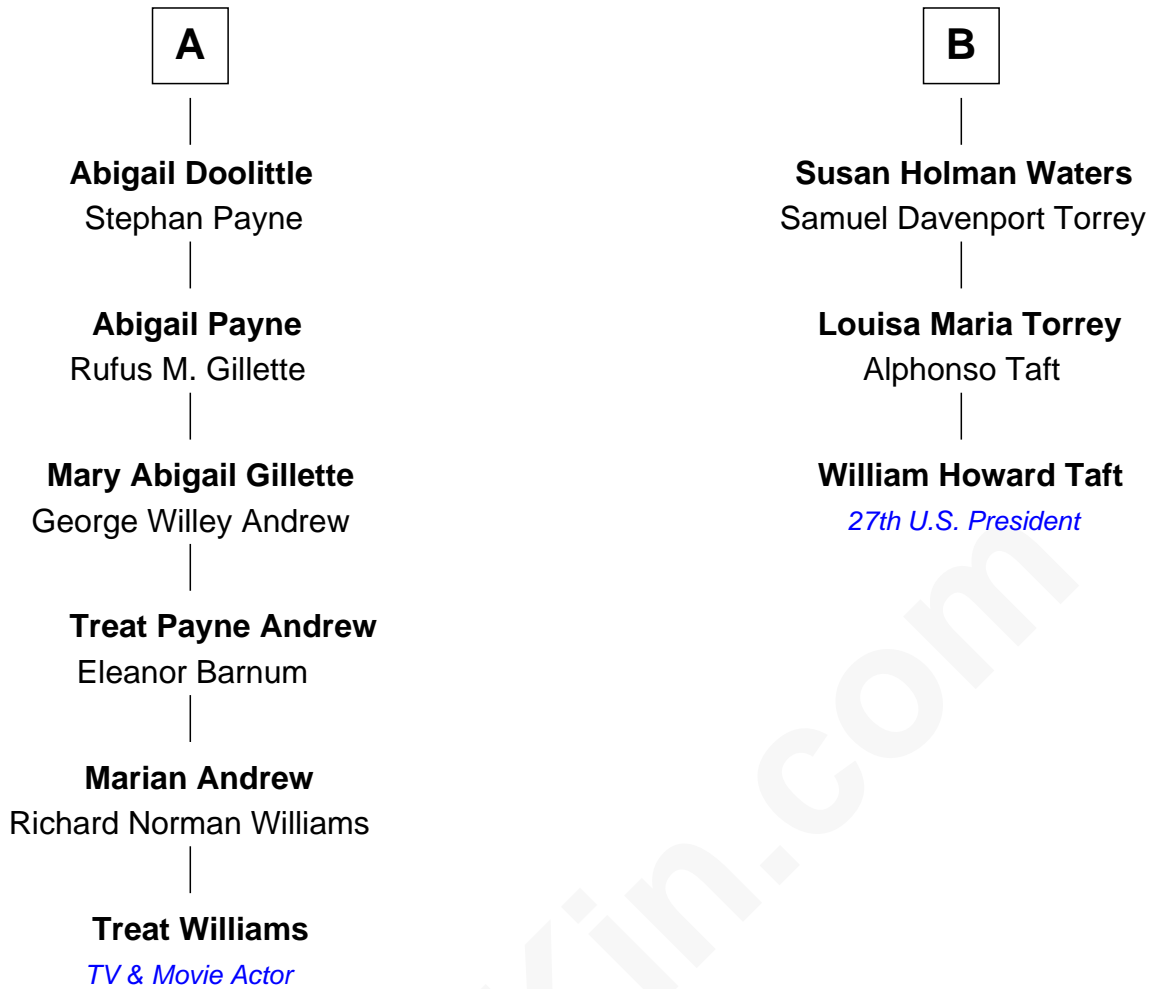 A
Abigail Doolittle
Stephan Payne
Abigail Payne
Rufus M. Gillette
Mary Abigail Gillette
George Willey Andrew
Treat Payne Andrew
Eleanor Barnum
Marian Andrew
Richard Norman Williams
Treat Williams
TV & Movie Actor
B
Susan Holman Waters
Samuel Davenport Torrey
Louisa Maria Torrey
Alphonso Taft
William Howard Taft
27th U.S. President
Kin.com